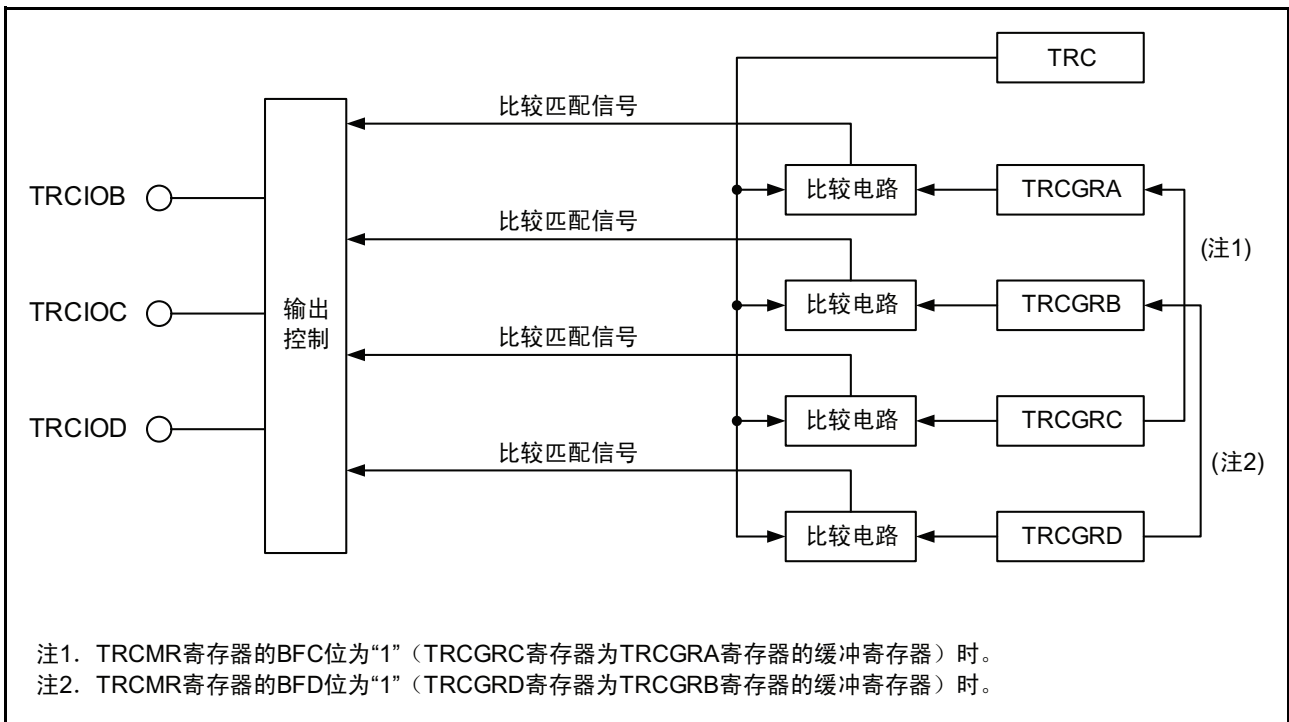 TRC
比较匹配信号
TRCIOB
比较电路
TRCGRA
比较匹配信号
(注1)
TRCIOC
输出
控制
比较电路
TRCGRB
比较匹配信号
TRCIOD
比较电路
TRCGRC
比较匹配信号
(注2)
比较电路
TRCGRD
注1．TRCMR寄存器的BFC位为“1”（TRCGRC寄存器为TRCGRA寄存器的缓冲寄存器）时。
注2．TRCMR寄存器的BFD位为“1”（TRCGRD寄存器为TRCGRB寄存器的缓冲寄存器）时。